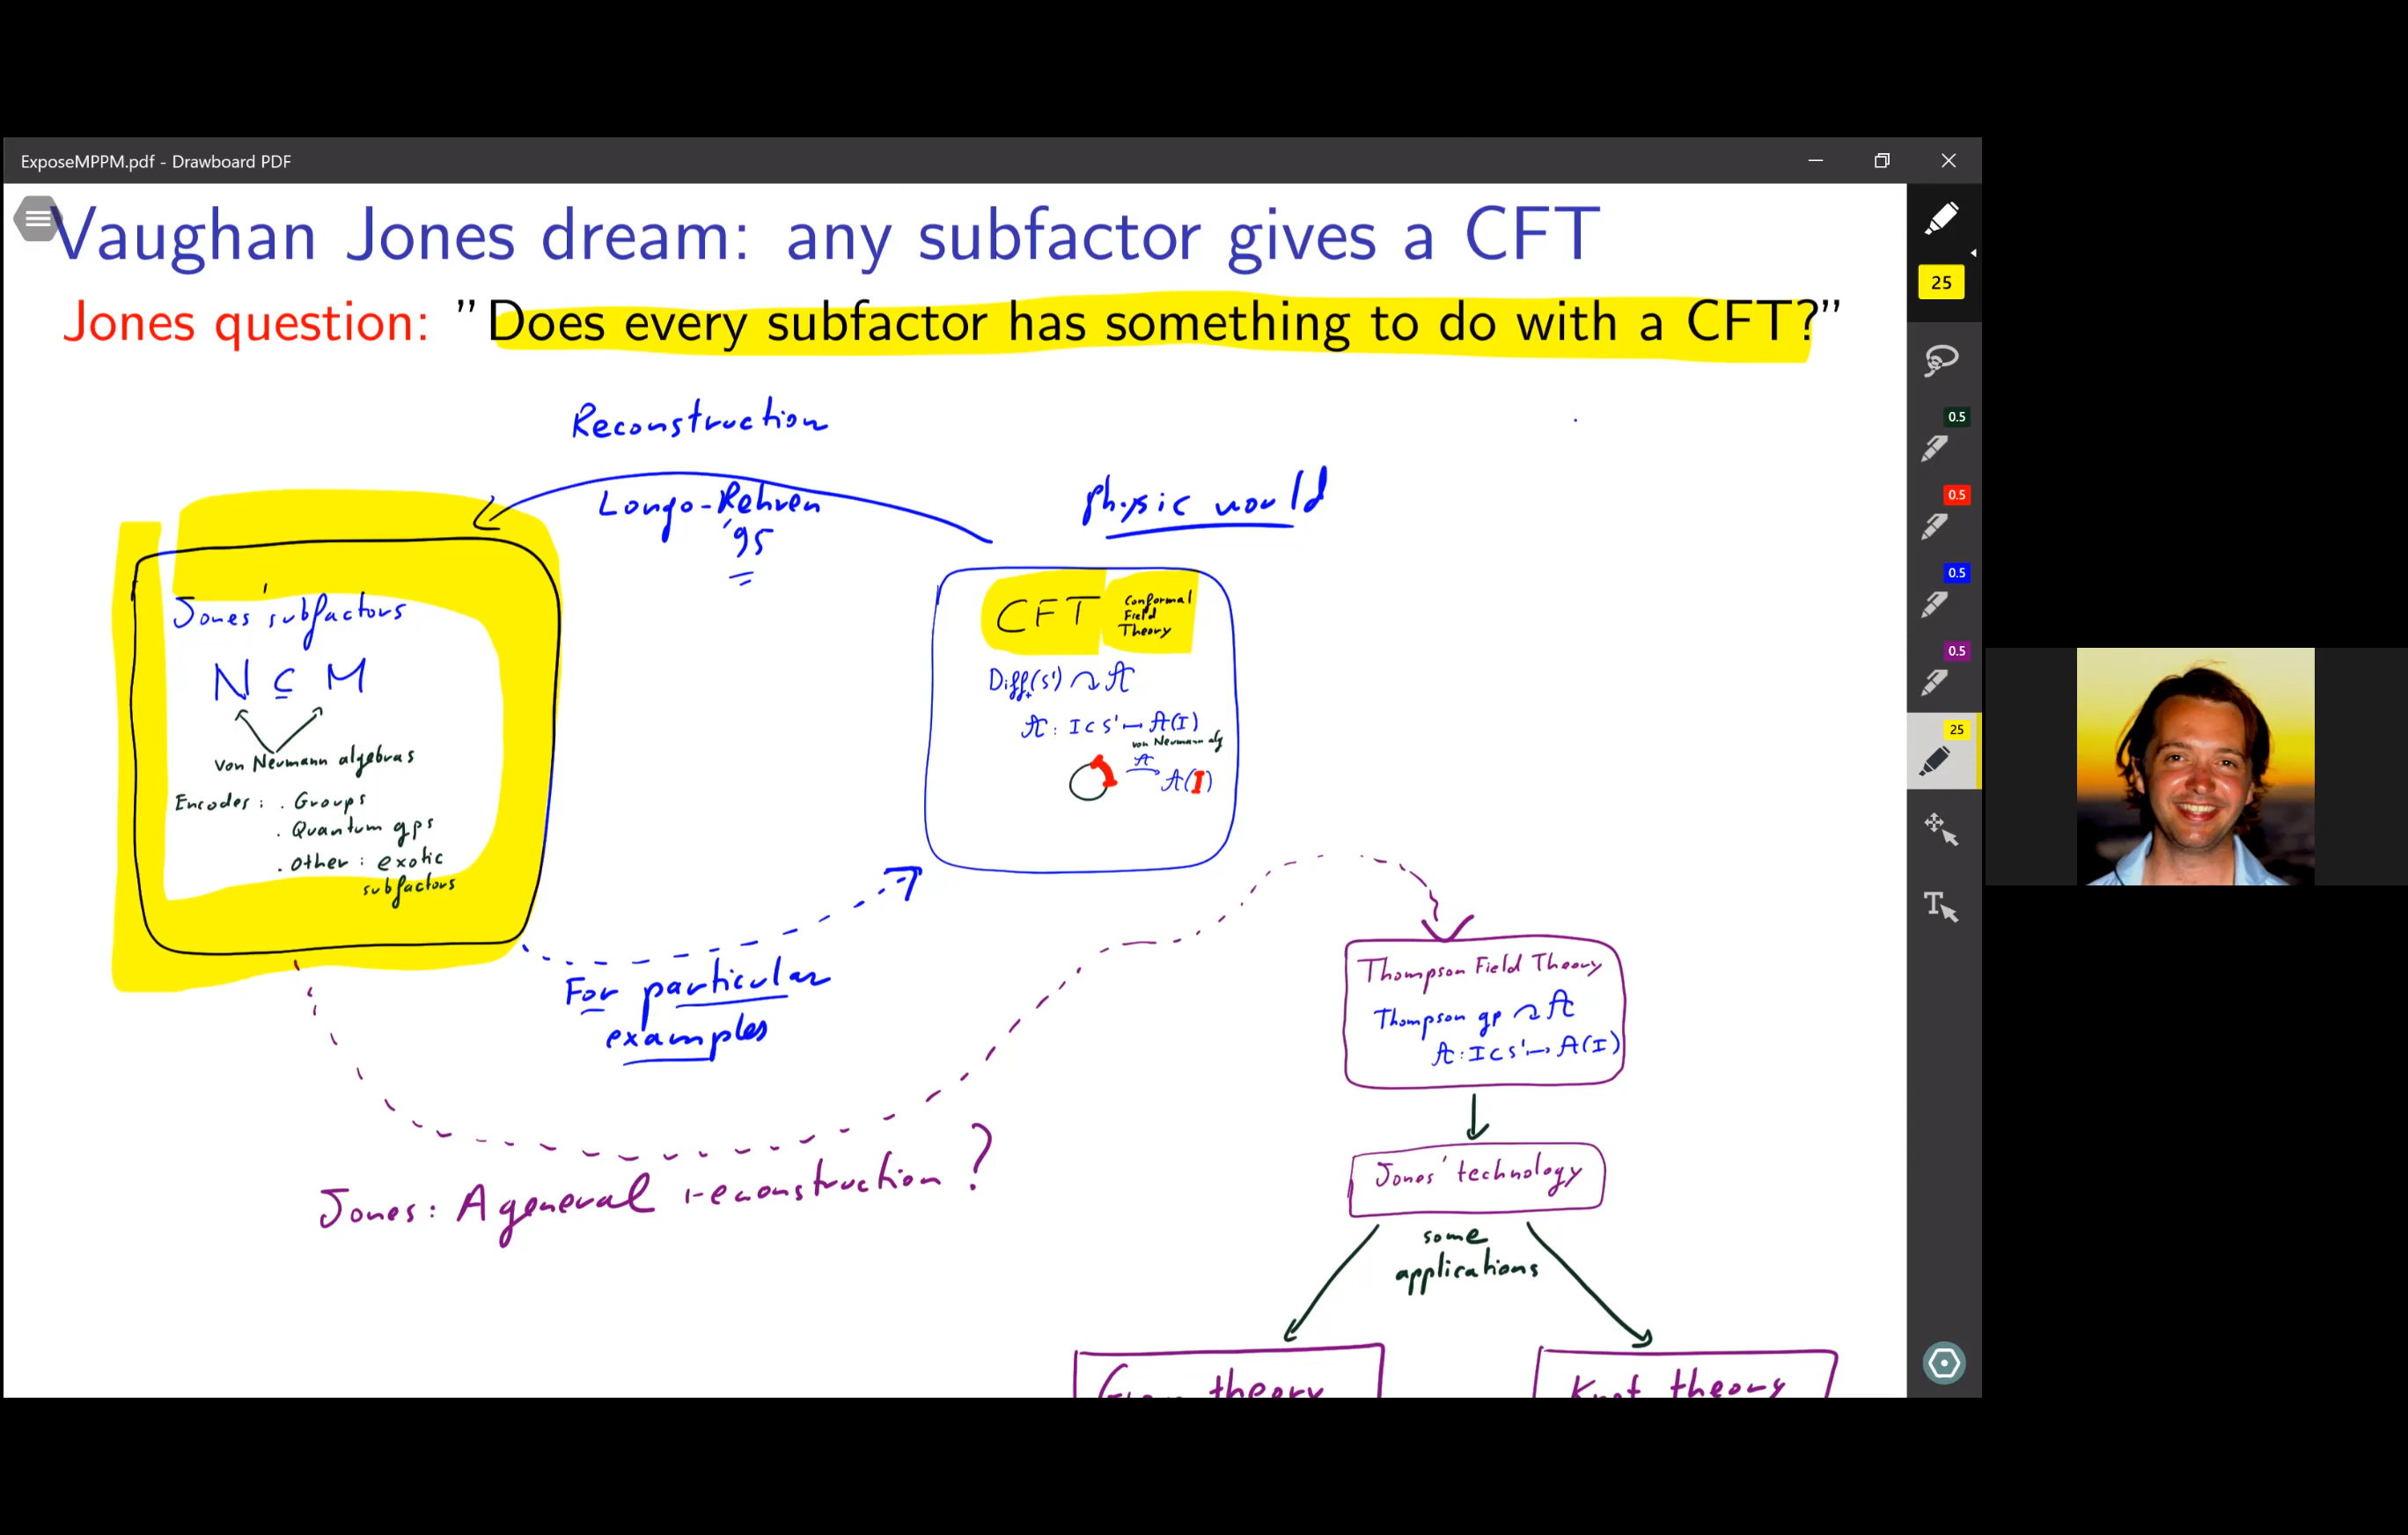 ExposeMPPM.pdf - Drawboard PDF
Vaughan Jones dream: any subfactor gives a CFT
Jones question: "Does every subfactor has something to do with a CFT?"
Reconstruction
Longo-Rehren
'95
physic would
Jones' subfactors
N ⊆ M
von Neumann algebras
Encodes: . Groups
. Quantum gps
. Other: exotic
subfactors
CFT
Conformal
Field
Theory
Diff₊(S¹) ↷ A
A: I ⊂ S¹ ↦ A(I)
von Neumann alg
A
A(I)
For particular
examples
Jones: A general reconstruction?
Thompson Field Theory
Thompson gp ↷ A
A: I ⊂ S¹ ↦ A(I)
Jones' technology
some
applications
theory
Knot theory
25
0.5
0.5
0.5
0.5
25